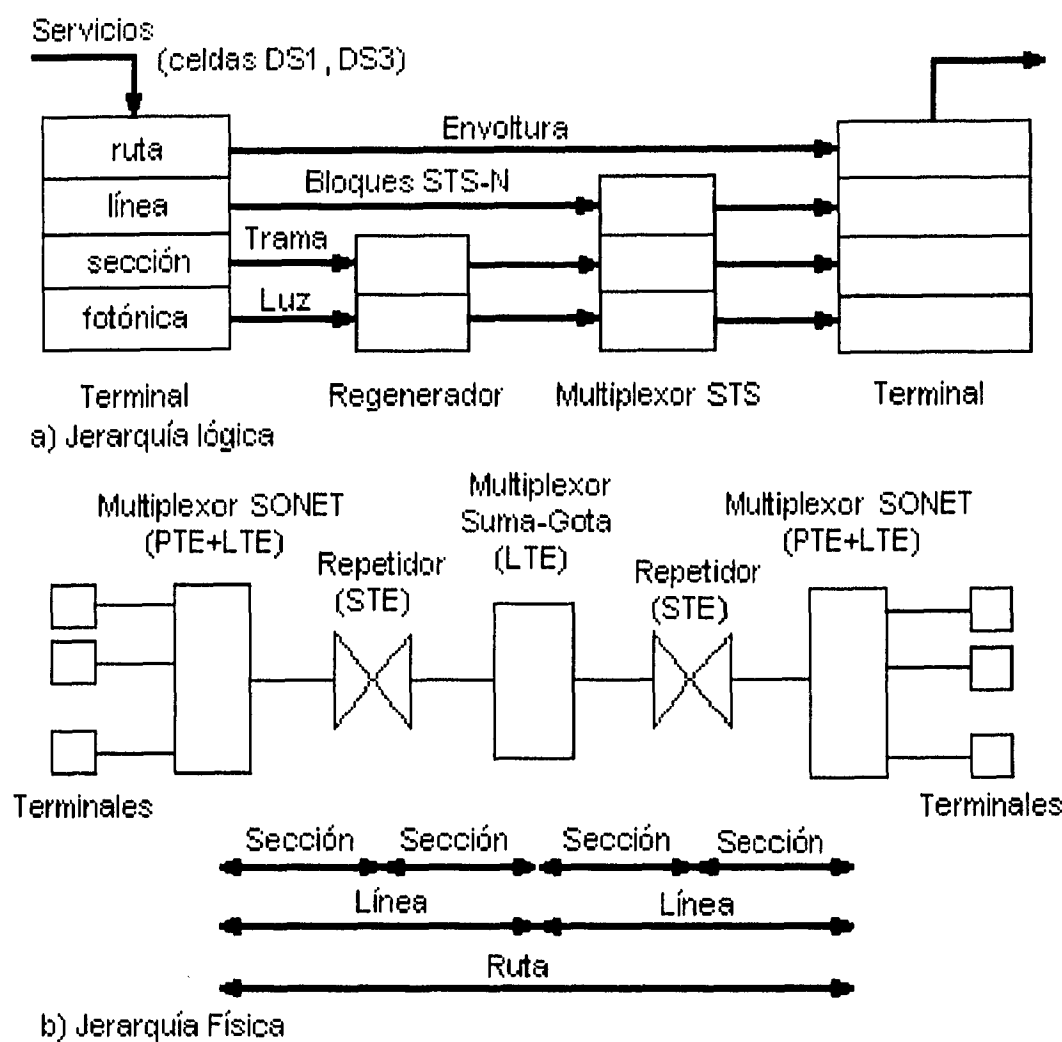 Servicios
(celdas DS1, DS3)
Envoltura
ruta
Bloques STS-N
línea
Trama
sección
Luz
fotónica
Terminal
Regenerador
Multiplexor STS
Terminal
a) Jerarquía lógica
Multiplexor SONET
(PTE+LTE)
Repetidor
(STE)
Multiplexor
Suma-Gota
(LTE)
Repetidor
(STE)
Multiplexor SONET
(PTE+LTE)
Terminales
Terminales
Sección
Sección
Sección
Sección
Línea
Línea
Ruta
b) Jerarquía Física